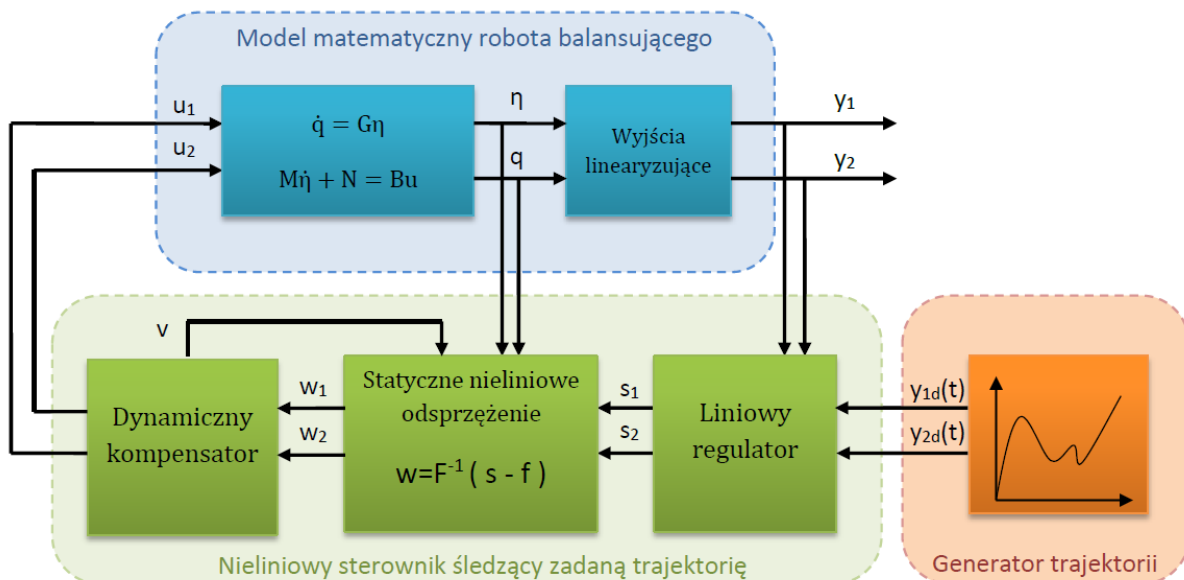 Model matematyczny robota balansującego
u1
u2
q̇ = Gη
Mη̇ + N = Bu
η
q
Wyjścia
linearyzujące
y1
y2
v
Dynamiczny
kompensator
w1
w2
Statyczne nieliniowe
odsprzężenie
w=F-1 ( s - f )
s1
s2
Liniowy
regulator
y1d(t)
y2d(t)
Nieliniowy sterownik śledzący zadaną trajektorię
Generator trajektorii